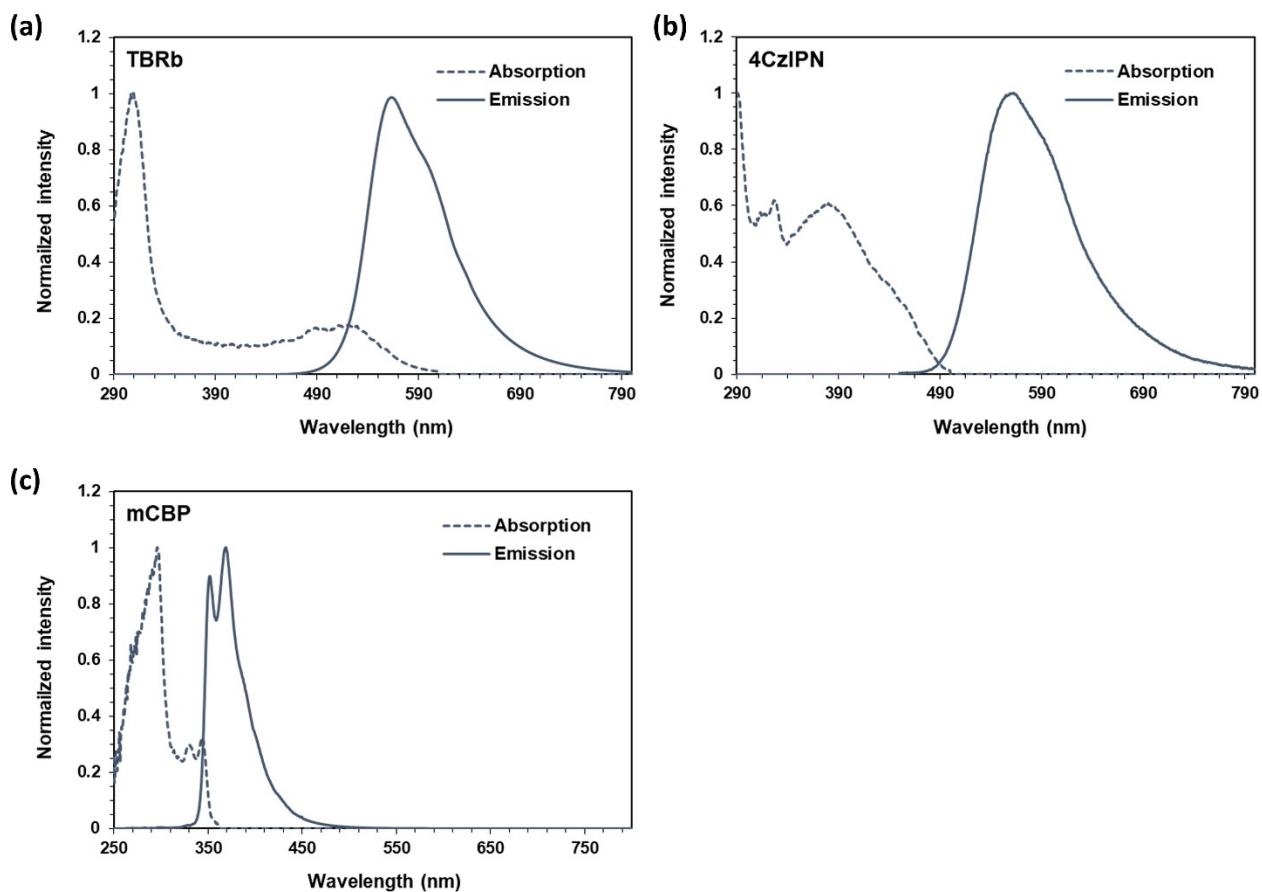 (a)
1.2
TBRb
Absorption
Emission
1
0.8
0.6
0.4
0.2
0
Normailzed intensity
290
390
490
590
690
790
Wavelength (nm)
(b)
1.2
4CzIPN
Absorption
Emission
1
0.8
0.6
0.4
0.2
0
Normailzed intensity
290
390
490
590
690
790
Wavelength (nm)
(c)
1.2
mCBP
Absorption
Emission
1
0.8
0.6
0.4
0.2
0
Normailzed intensity
250
350
450
550
650
750
Wavelength (nm)